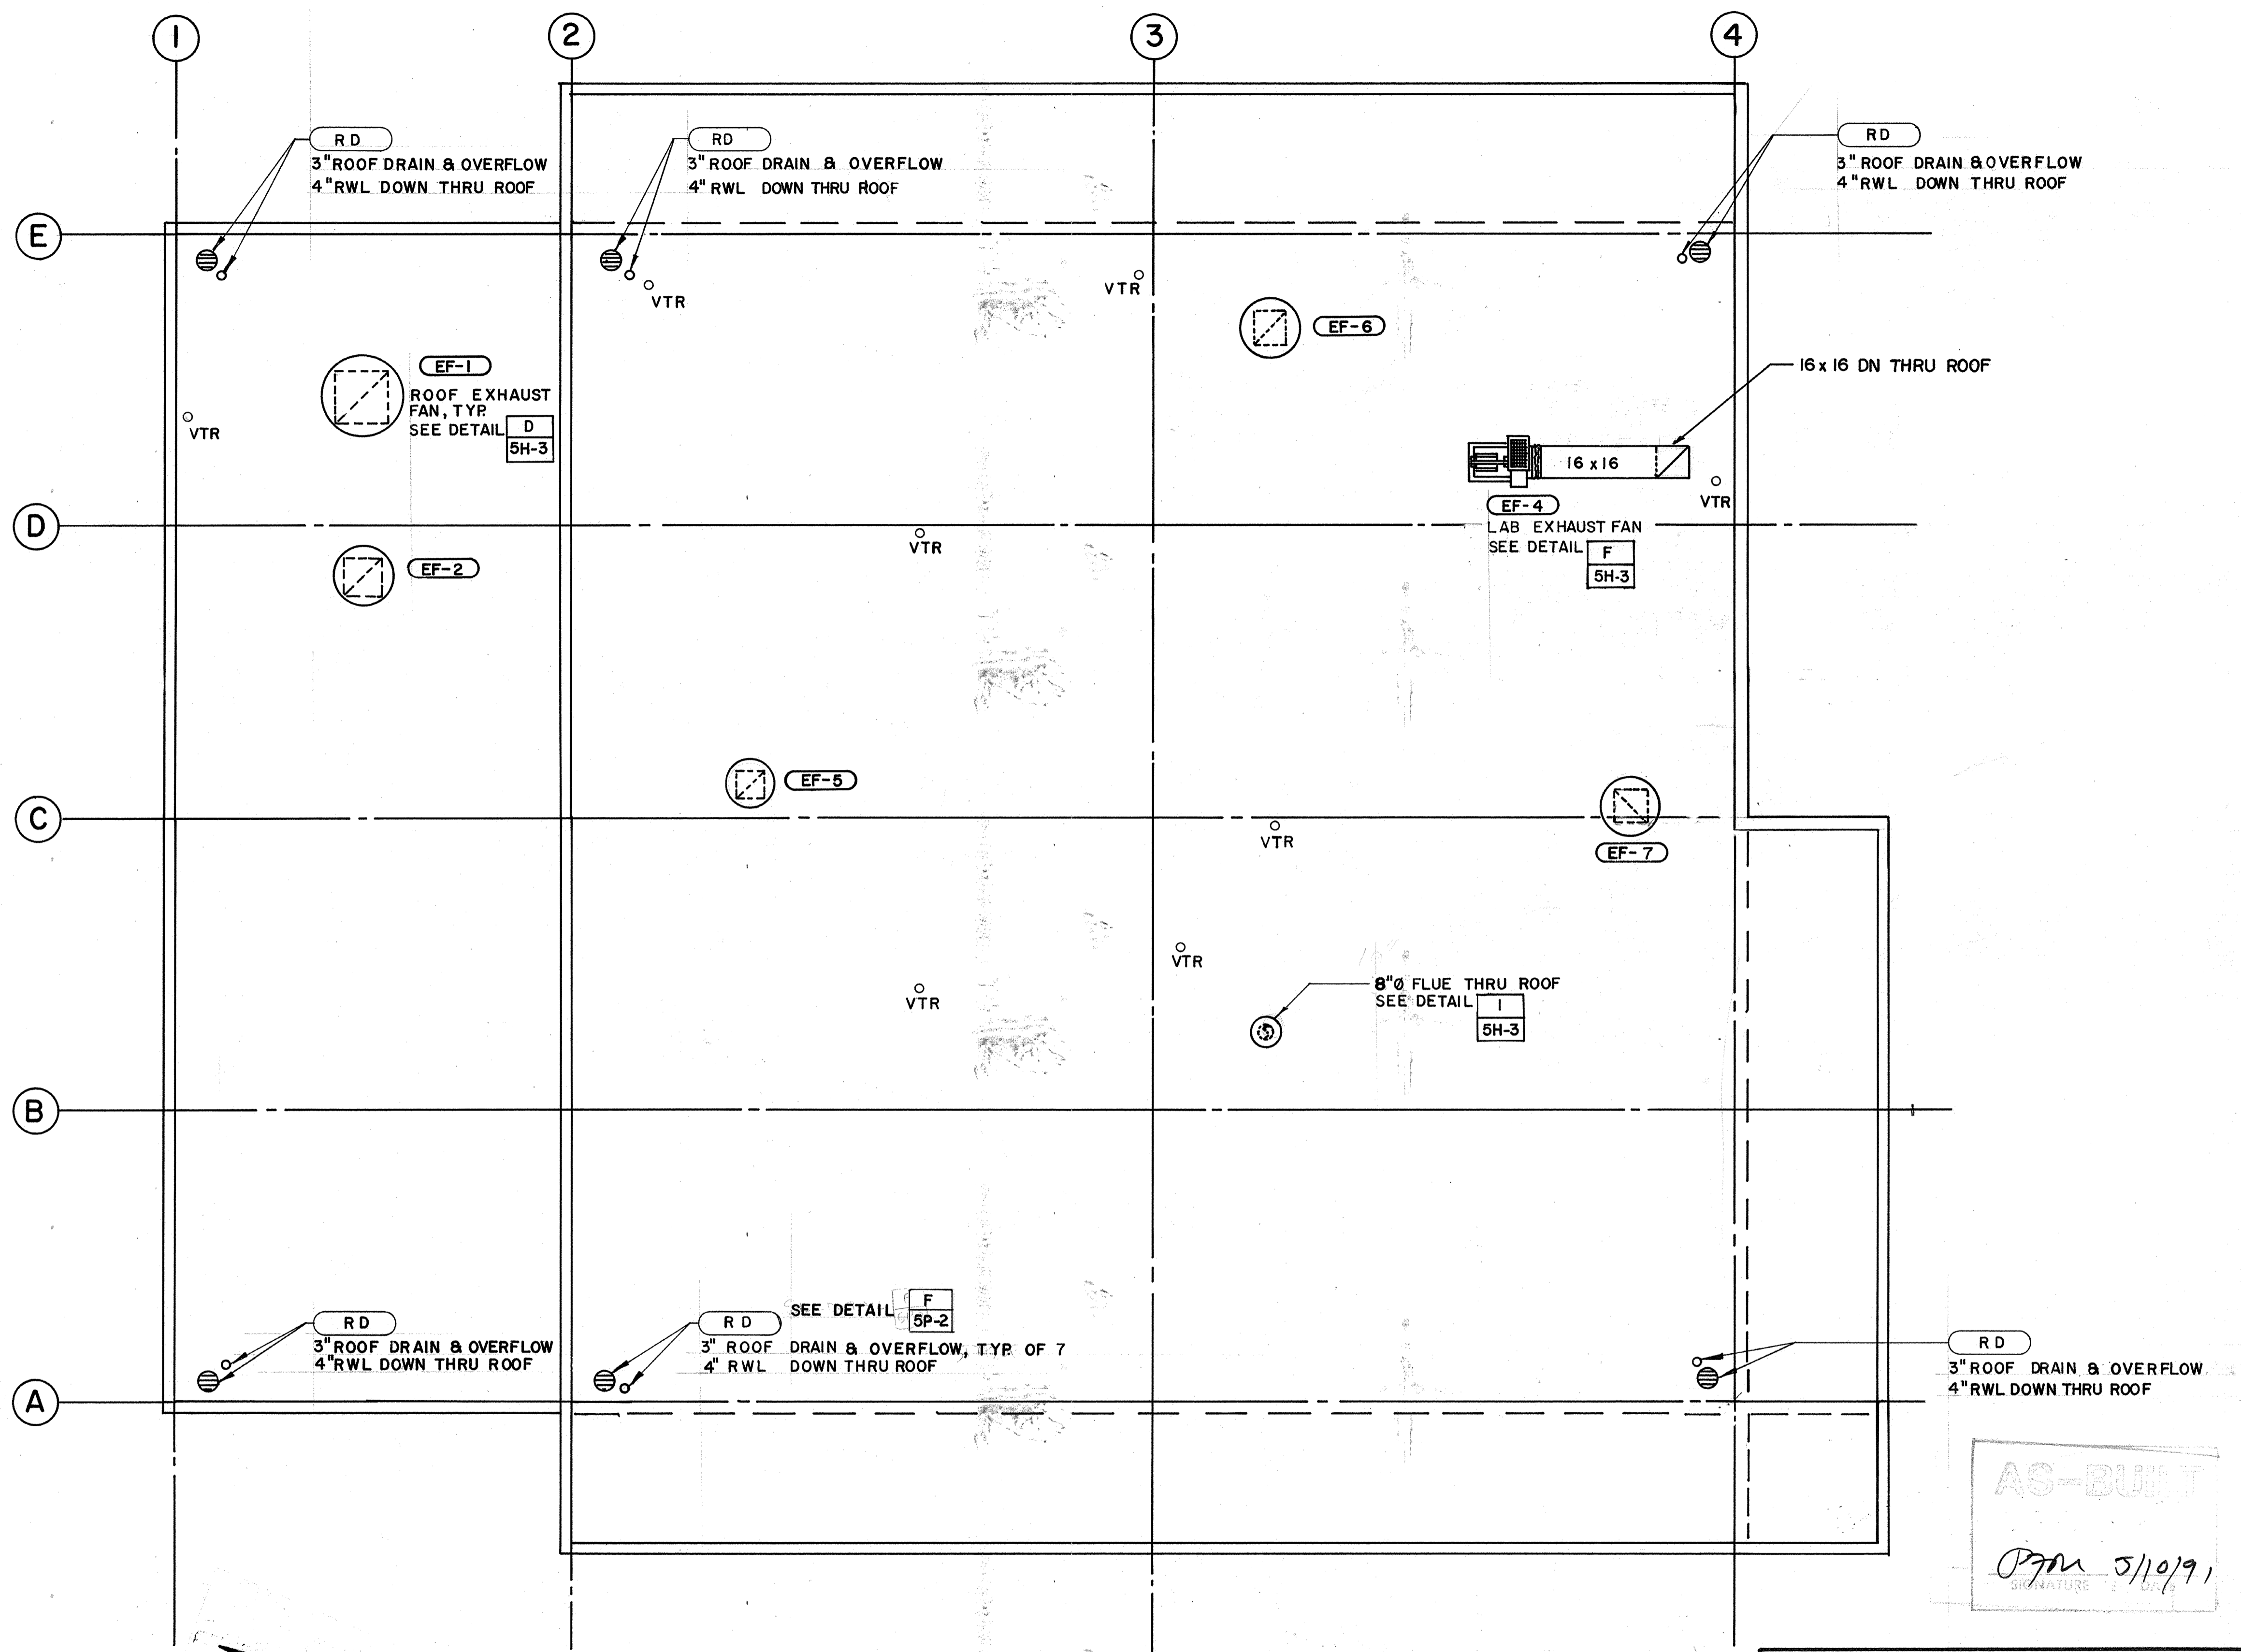 1
2
3
4
RD
3" ROOF DRAIN & OVERFLOW
4" RWL DOWN THRU ROOF
RD
3" ROOF DRAIN & OVERFLOW
4" RWL DOWN THRU ROOF
RD
3" ROOF DRAIN & OVERFLOW
4" RWL DOWN THRU ROOF
E
VTR
VTR
EF-6
EF-1
ROOF EXHAUST
FAN, TYP.
SEE DETAIL
D
5H-3
VTR
16 x 16 DN THRU ROOF
16 x 16
VTR
EF-4
LAB EXHAUST FAN
SEE DETAIL
F
5H-3
D
VTR
EF-2
EF-5
C
VTR
EF-7
VTR
VTR
8"Ø FLUE THRU ROOF
SEE DETAIL
I
5H-3
B
RD
3" ROOF DRAIN & OVERFLOW
4" RWL DOWN THRU ROOF
RD
SEE DETAIL
F
5P-2
3" ROOF DRAIN & OVERFLOW, TYP. OF 7
4" RWL DOWN THRU ROOF
RD
3" ROOF DRAIN & OVERFLOW
4" RWL DOWN THRU ROOF
A
AS-BUILT
5/10/91
SIGNATURE DATE